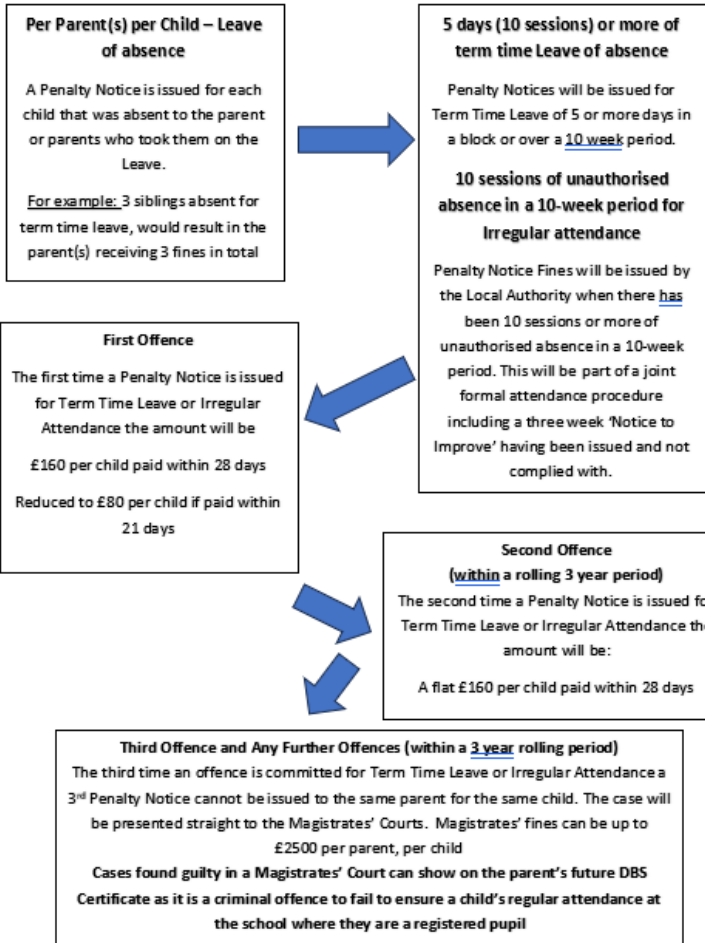 Per Parent(s) per Child – Leave
of absence
A Penalty Notice is issued for each
child that was absent to the parent
or parents who took them on the
Leave.
For example: 3 siblings absent for
term time leave, would result in the
parent(s) receiving 3 fines in total
5 days (10 sessions) or more of
term time Leave of absence
Penalty Notices will be issued for
Term Time Leave of 5 or more days in
a block or over a 10 week period.
10 sessions of unauthorised
absence in a 10-week period for
Irregular attendance
Penalty Notice Fines will be issued by
the Local Authority when there has
been 10 sessions or more of
unauthorised absence in a 10-week
period. This will be part of a joint
formal attendance procedure
including a three week ‘Notice to
Improve’ having been issued and not
complied with.
First Offence
The first time a Penalty Notice is issued
for Term Time Leave or Irregular
Attendance the amount will be
£160 per child paid within 28 days
Reduced to £80 per child if paid within
21 days
Second Offence
(within a rolling 3 year period)
The second time a Penalty Notice is issued fo
Term Time Leave or Irregular Attendance the
amount will be:
A flat £160 per child paid within 28 days
Third Offence and Any Further Offences (within a 3 year rolling period)
The third time an offence is committed for Term Time Leave or Irregular Attendance a
3rd Penalty Notice cannot be issued to the same parent for the same child. The case will
be presented straight to the Magistrates’ Courts. Magistrates’ fines can be up to
£2500 per parent, per child
Cases found guilty in a Magistrates’ Court can show on the parent’s future DBS
Certificate as it is a criminal offence to fail to ensure a child’s regular attendance at
the school where they are a registered pupil